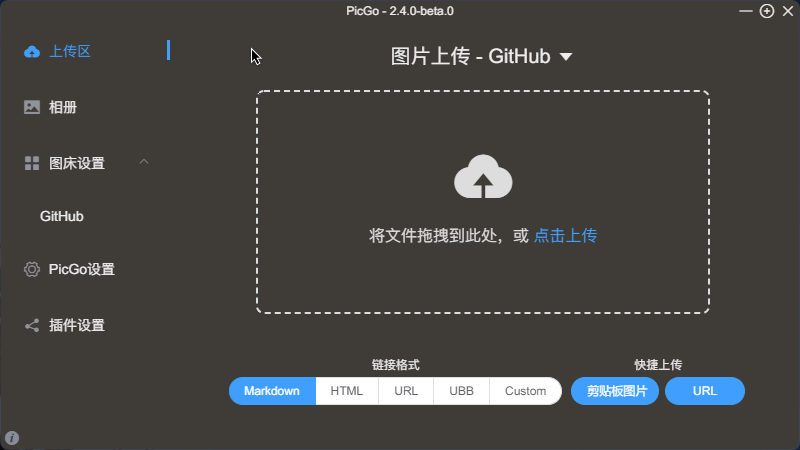 PicGo - 2.4.0-beta.0
上传区
相册
图床设置
GitHub
PicGo设置
插件设置
图片上传 - GitHub
将文件拖拽到此处，或 点击上传
链接格式
Markdown HTML URL UBB Custom
快捷上传
剪贴板图片 URL